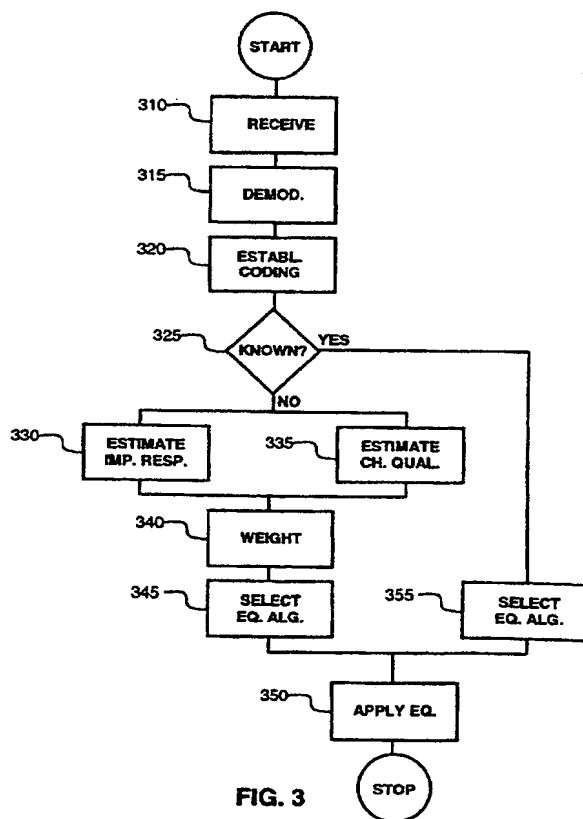 START
310
RECEIVE
315
DEMOD.
320
ESTABL.
CODING
325
KNOWN?
YES
NO
330
ESTIMATE
IMP. RESP.
335
ESTIMATE
CH. QUAL.
340
WEIGHT
345
SELECT
EQ. ALG.
355
SELECT
EQ. ALG.
350
APPLY EQ.
STOP
FIG. 3